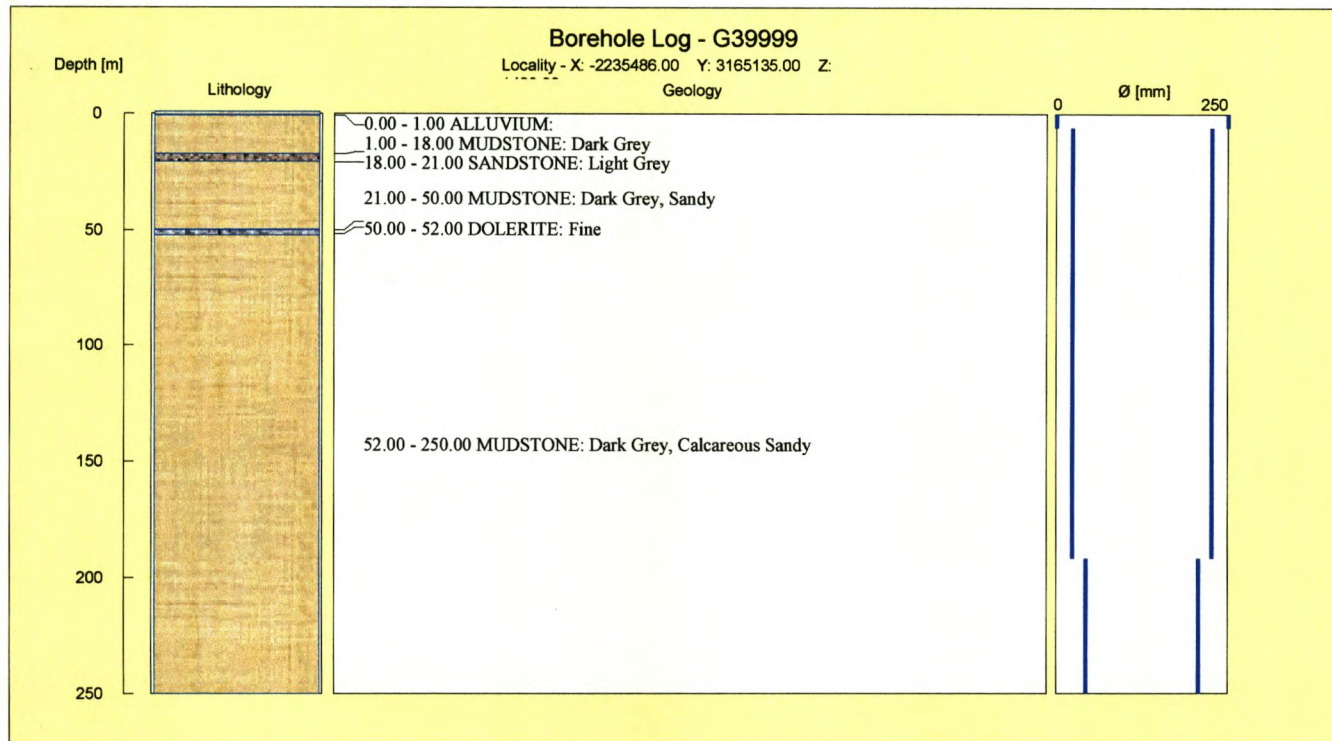 Borehole Log - G39999
Depth [m]
Locality - X: -2235486.00 Y: 3165135.00 Z:
Lithology
Geology
Ø [mm]
0 250
0
50
100
150
200
250
0.00 - 1.00 ALLUVIUM:
1.00 - 18.00 MUDSTONE: Dark Grey
18.00 - 21.00 SANDSTONE: Light Grey
21.00 - 50.00 MUDSTONE: Dark Grey, Sandy
50.00 - 52.00 DOLERITE: Fine
52.00 - 250.00 MUDSTONE: Dark Grey, Calcareous Sandy